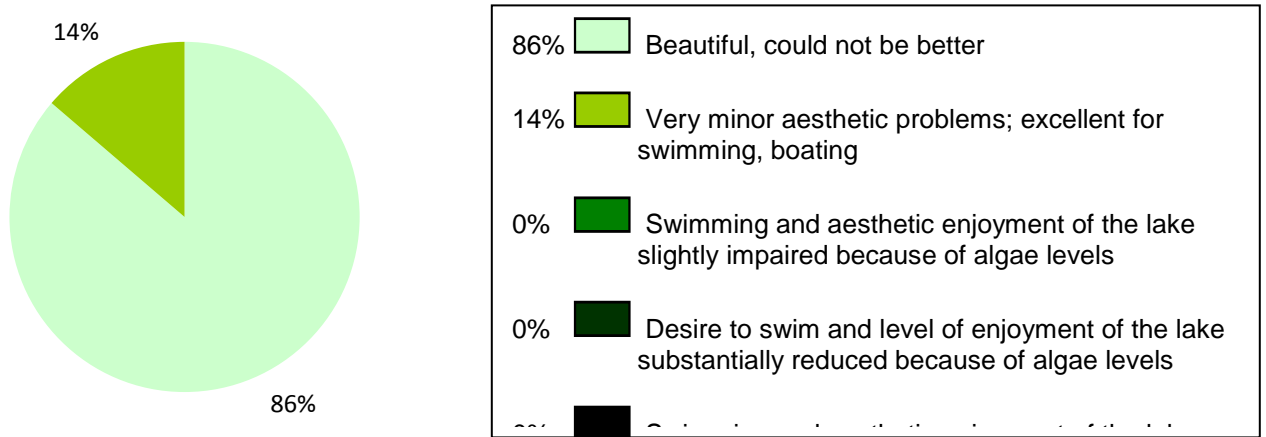 14%
86%
86% Beautiful, could not be better
14% Very minor aesthetic problems; excellent for
swimming, boating
0% Swimming and aesthetic enjoyment of the lake
slightly impaired because of algae levels
0% Desire to swim and level of enjoyment of the lake
substantially reduced because of algae levels